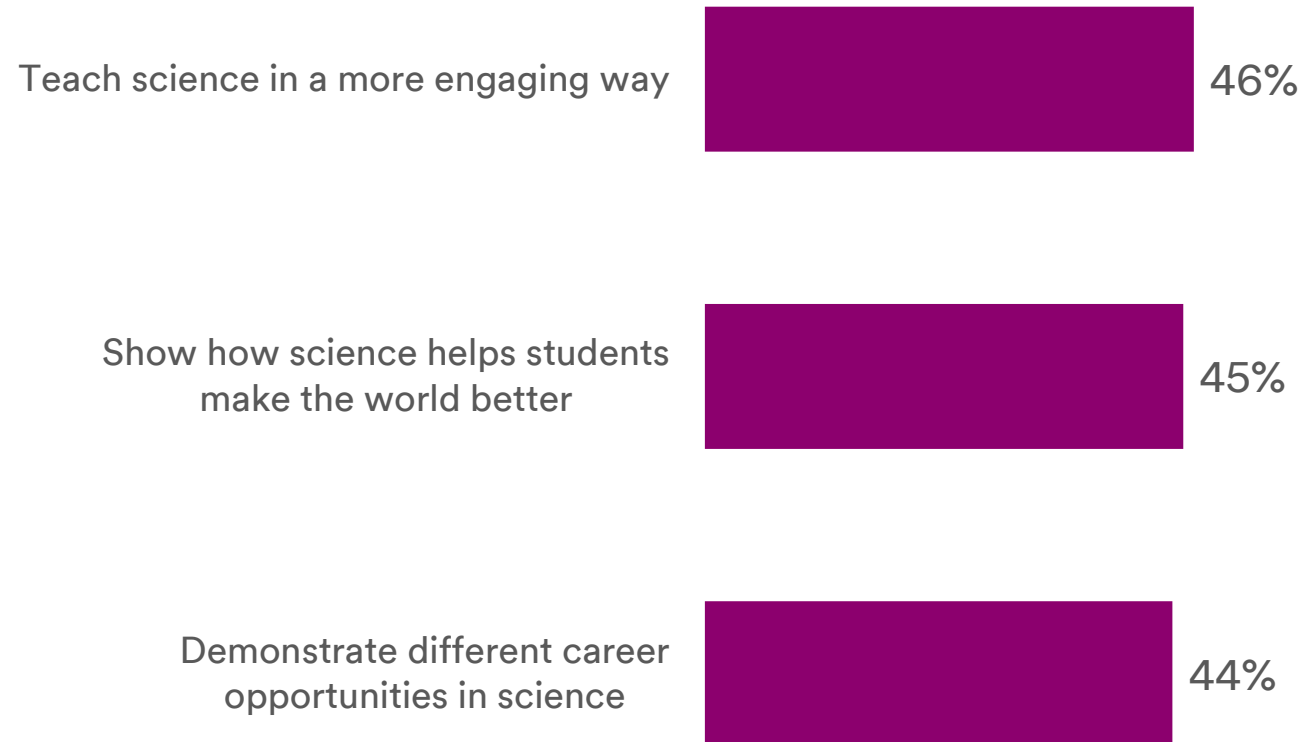 Teach science in a more engaging way
46%
Show how science helps students
make the world better
45%
Demonstrate different career
opportunities in science
44%